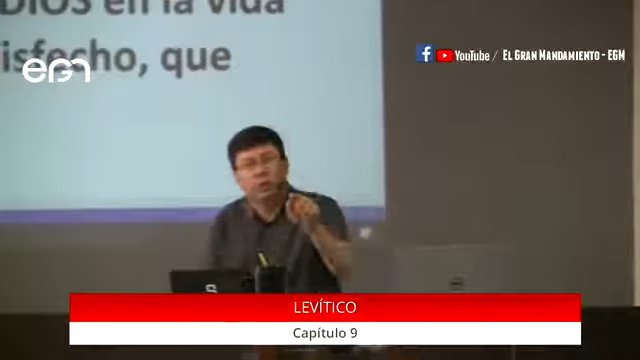 DIOS en la vida
isfecho, que
egm
YouTube / EL GRAN MANDAMIENTO - EGM
LEVÍTICO
Capítulo 9